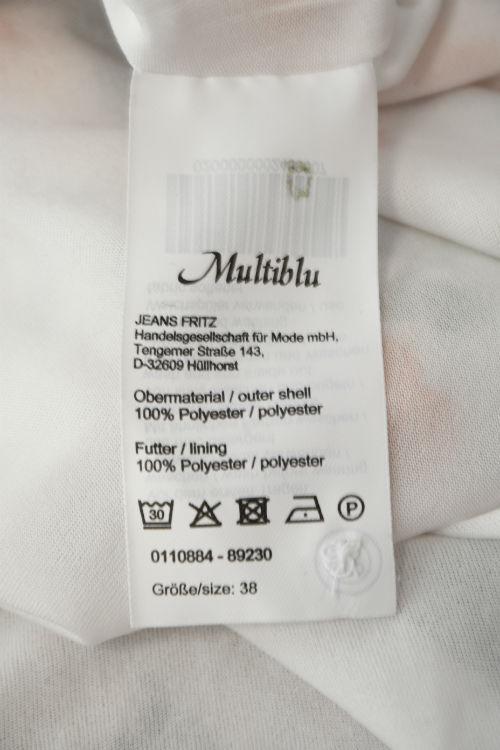 Multiblu
JEANS FRITZ
Handelsgesellschaft für Mode mbH,
Tengerner Straße 143,
D-32609 Hüllhorst
Obermaterial / outer shell
100% Polyester / polyester
Futter / lining
100% Polyester / polyester
30
P
0110884 - 89230
Größe/size: 38